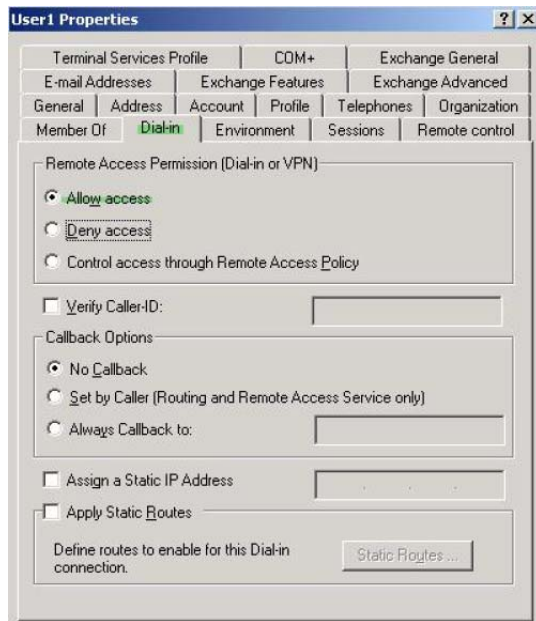 User1 Properties
Terminal Services Profile COM+ Exchange General
E-mail Addresses Exchange Features Exchange Advanced
General Address Account Profile Telephones Organization
Member Of Dial-in Environment Sessions Remote control
Remote Access Permission (Dial-in or VPN)
Allow access
Deny access
Control access through Remote Access Policy
Verify Caller-ID:
Callback Options
No Callback
Set by Caller (Routing and Remote Access Service only)
Always Callback to:
Assign a Static IP Address
Apply Static Routes
Define routes to enable for this Dial-in
connection.
Static Routes ...